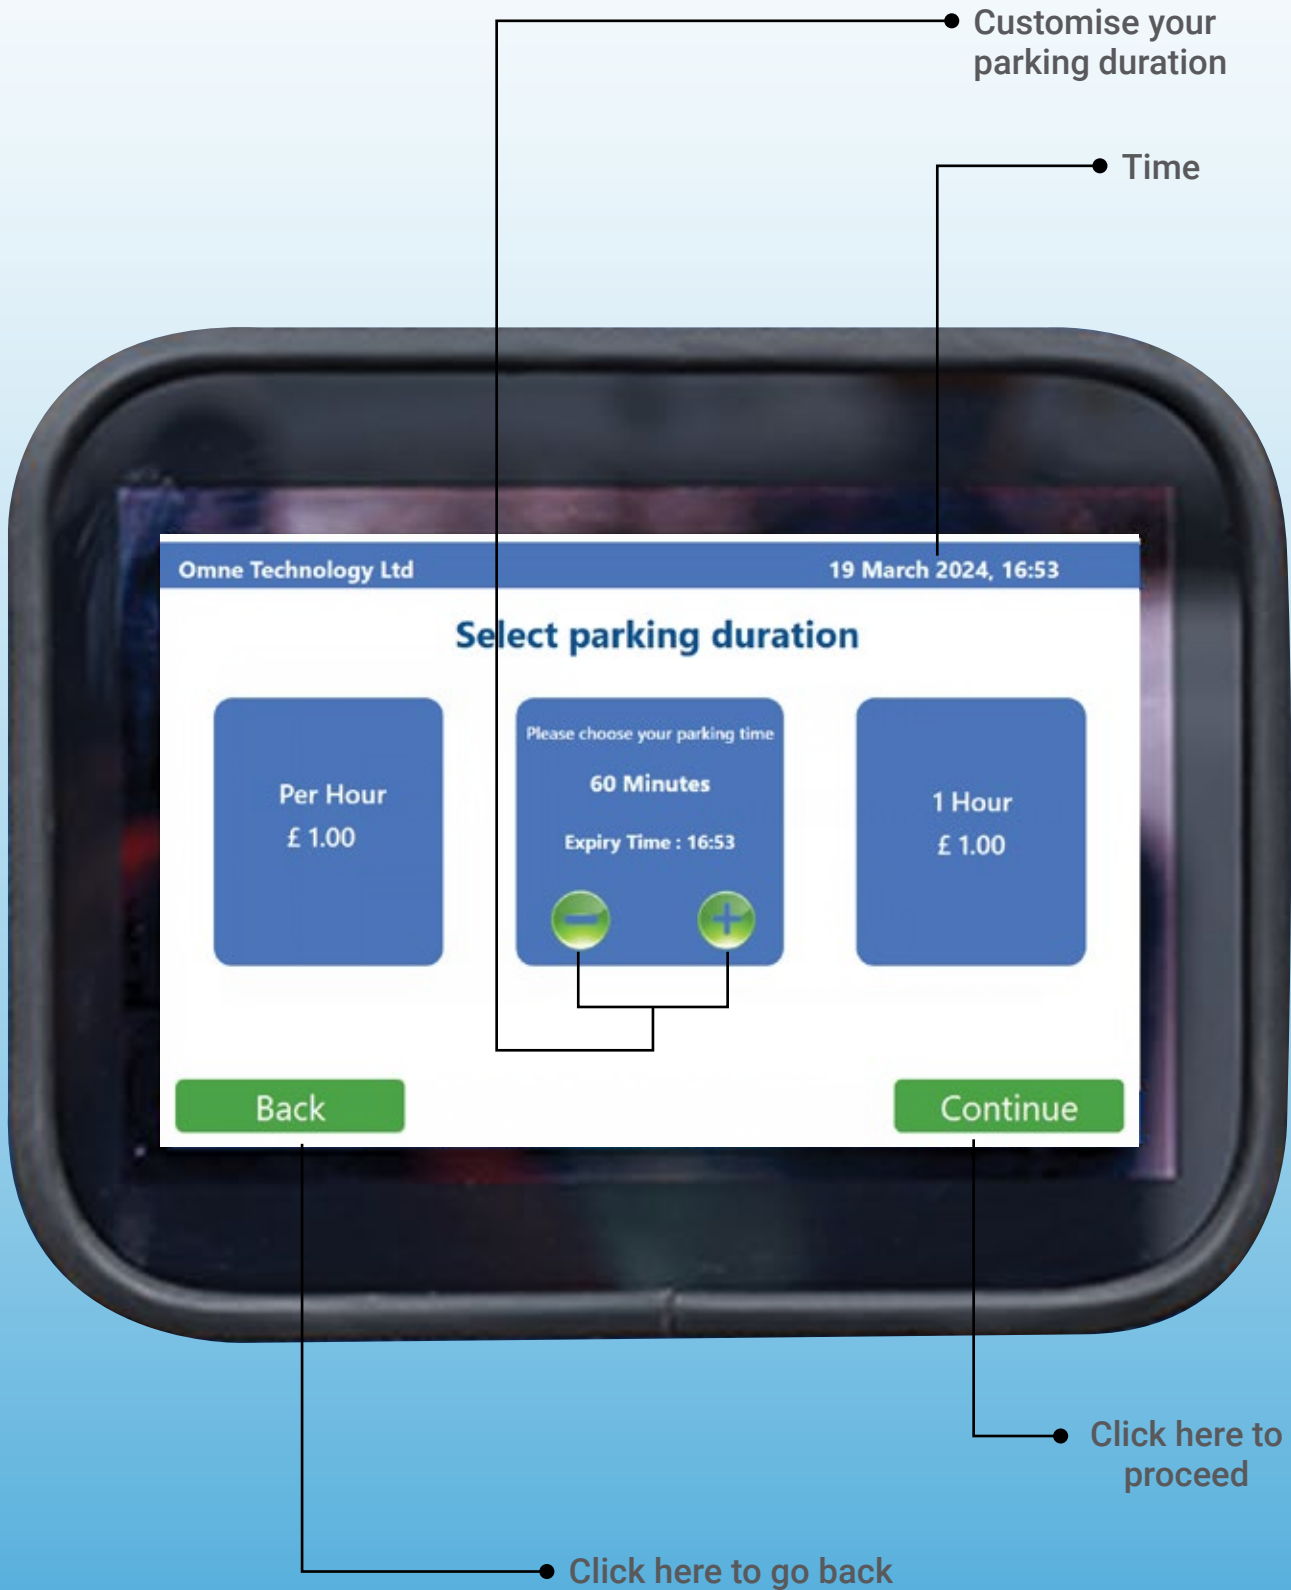 Customise your
parking duration
Time
Omne Technology Ltd
19 March 2024, 16:53
Select parking duration
Per Hour
£ 1.00
Please choose your parking time
60 Minutes
Expiry Time : 16:53
1 Hour
£ 1.00
Back
Continue
Click here to
proceed
Click here to go back